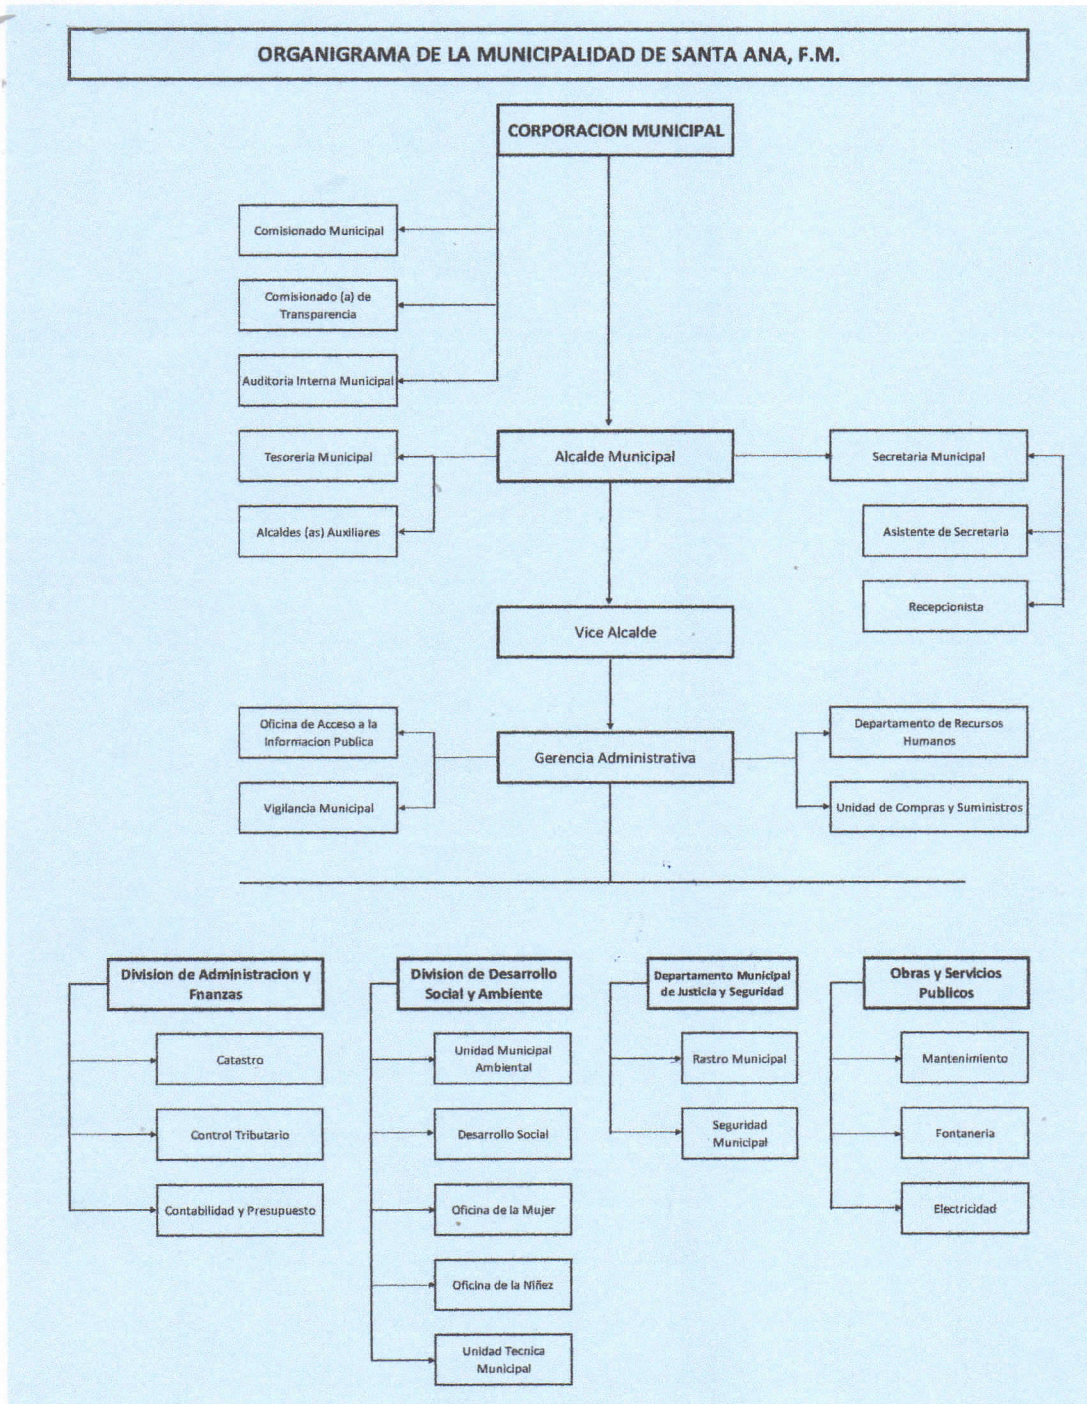 ORGANIGRAMA DE LA MUNICIPALIDAD DE SANTA ANA, F.M.
CORPORACION MUNICIPAL
Comisionado Municipal
Comisionado (a) de
Transparencia
Auditoria Interna Municipal
Tesoreria Municipal
Alcalde Municipal
Secretaria Municipal
Alcaldes (as) Auxiliares
Asistente de Secretaria
Recepcionista
Vice Alcalde
Oficina de Acceso a la
Informacion Publica
Gerencia Administrativa
Departamento de Recursos
Humanos
Vigilancia Municipal
Unidad de Compras y Suministros
Division de Administracion y
Fnanzas
Catastro
Control Tributario
Contabilidad y Presupuesto
Division de Desarrollo
Social y Ambiente
Unidad Municipal
Ambiental
Desarrollo Social
Oficina de la Mujer
Oficina de la Niñez
Unidad Tecnica
Municipal
Departamento Municipal
de Justicia y Seguridad
Rastro Municipal
Seguridad
Municipal
Obras y Servicios
Publicos
Mantenimiento
Fontaneria
Electricidad